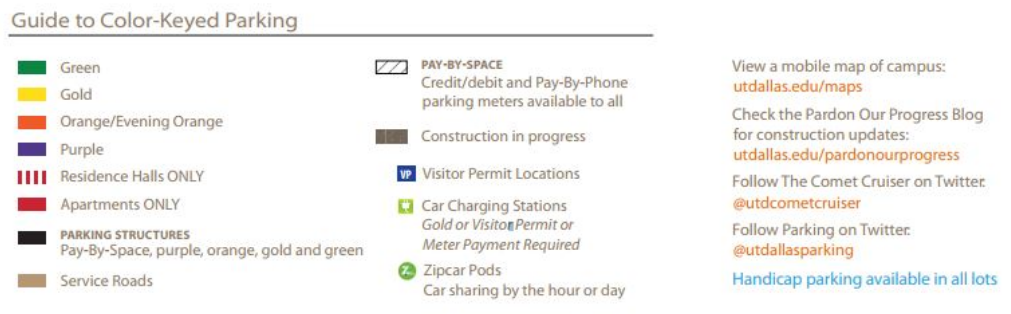 Guide to Color-Keyed Parking
Green
Gold
Orange/Evening Orange
Purple
Residence Halls ONLY
Apartments ONLY
PARKING STRUCTURES
Pay-By-Space, purple, orange, gold and green
Service Roads
PAY-BY-SPACE
Credit/debit and Pay-By-Phone
parking meters available to all
Construction in progress
VP Visitor Permit Locations
Car Charging Stations
Gold or Visitor Permit or
Meter Payment Required
Z Zipcar Pods
Car sharing by the hour or day
View a mobile map of campus:
utdallas.edu/maps
Check the Pardon Our Progress Blog
for construction updates:
utdallas.edu/pardonourprogress
Follow The Comet Cruiser on Twitter.
@utdcometcruiser
Follow Parking on Twitter.
@utdallasparking
Handicap parking available in all lots